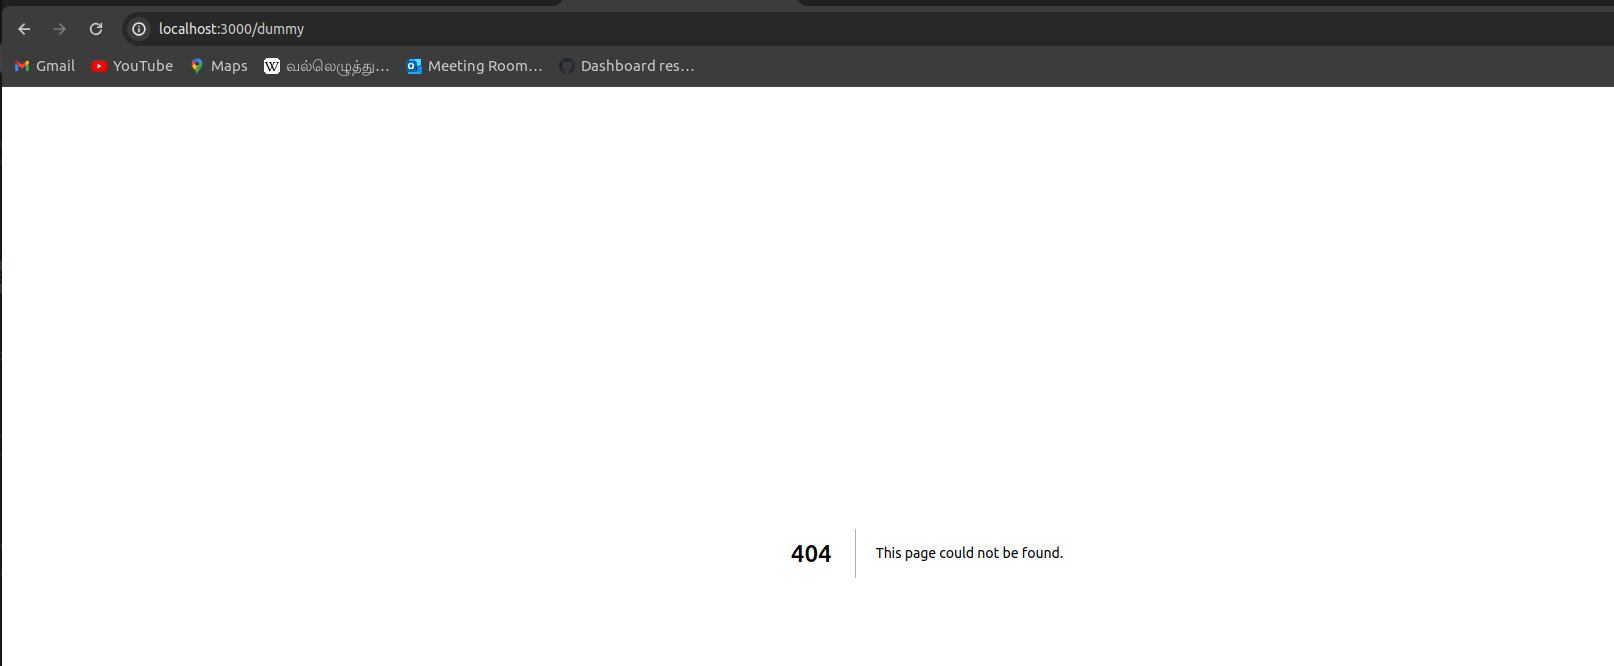 localhost:3000/dummy
Gmail YouTube Maps W வல்லெழுத்து... Meeting Room... Dashboard res...
404 This page could not be found.